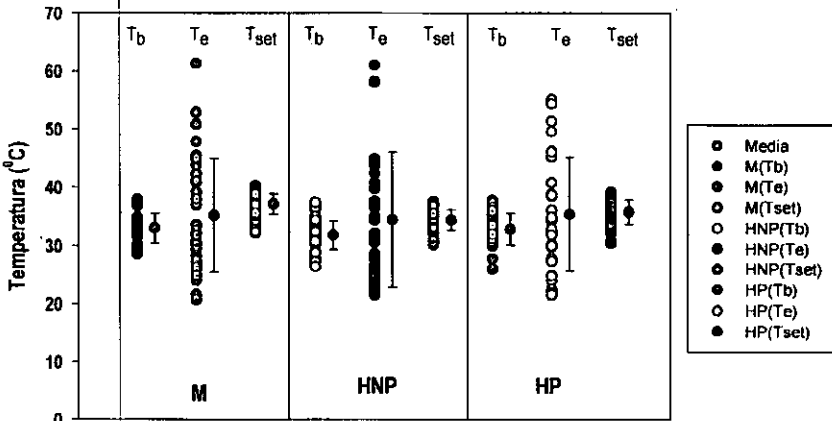 70
60
50
40
30
20
10
0
Temperatura (⁰C)
Tb Te Tset Tb Te Tset Tb Te Tset
M HNP HP
Media
M(Tb)
M(Te)
M(Tset)
HNP(Tb)
HNP(Te)
HNP(Tset)
HP(Tb)
HP(Te)
HP(Tset)